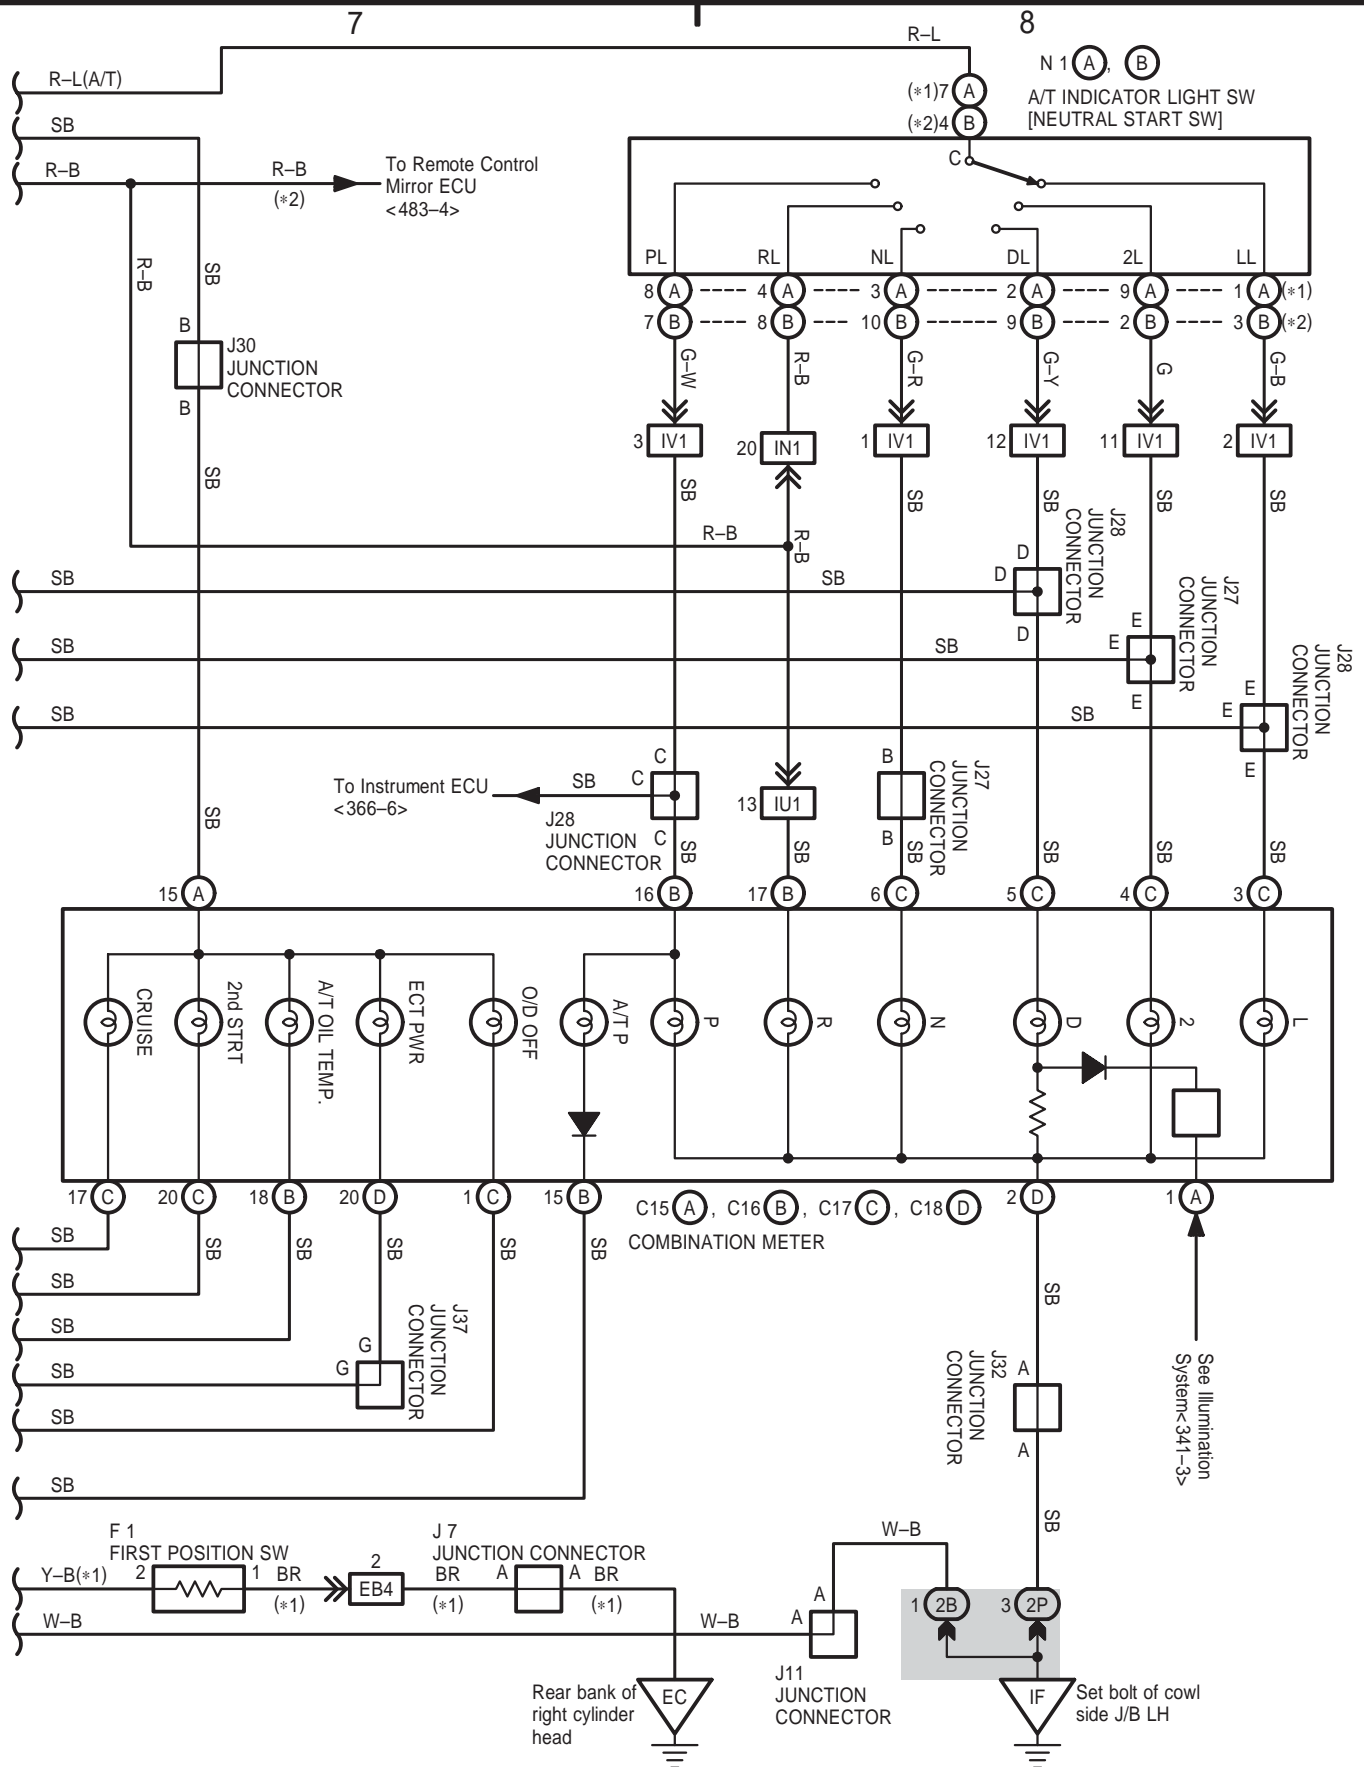 7
8
R–L
R–L(A/T)
N 1 A, B
(*1)7 A
A/T INDICATOR LIGHT SW
[NEUTRAL START SW]
(*2)4 B
SB
C
R–B
R–B
(*2)
To Remote Control
Mirror ECU
<483–4>
R–B
SB
PL
RL
NL
DL
2L
LL
8 A
4 A
3 A
2 A
9 A
1 A (*1)
7 B
8 B
10 B
9 B
2 B
3 B (*2)
B
J30
JUNCTION
CONNECTOR
B
G–W
R–B
G–R
G–Y
G
G–B
3 IV1
20 IN1
1 IV1
12 IV1
11 IV1
2 IV1
SB
SB
SB
SB
SB
SB
R–B
R–B
J28
JUNCTION
CONNECTOR
D
D
D
SB
SB
J27
JUNCTION
CONNECTOR
E
E
E
SB
SB
J28
JUNCTION
CONNECTOR
E
E
E
SB
SB
To Instrument ECU
<366–6>
SB
C
C
C
J28
JUNCTION
CONNECTOR
13 IU1
B
J27
JUNCTION
CONNECTOR
B
SB
SB
SB
SB
SB
SB
SB
15 A
16 B
17 B
6 C
5 C
4 C
3 C
CRUISE
2nd STRT
A/T OIL TEMP.
ECT PWR
O/D OFF
A/T P
P
R
N
D
2
L
17 C
20 C
18 B
20 D
1 C
15 B
C15 A, C16 B, C17 C, C18 D
COMBINATION METER
2 D
1 A
SB
SB
SB
SB
SB
SB
SB
SB
SB
SB
SB
SB
G
G
J37
JUNCTION
CONNECTOR
J32
JUNCTION
CONNECTOR
A
A
See Illumination
System<341–3>
F 1
FIRST POSITION SW
J 7
JUNCTION CONNECTOR
Y–B(*1)
2
1
BR
(*1)
2
EB4
BR
(*1)
A
A
BR
(*1)
W–B
SB
W–B
W–B
A
A
1 2B
3 2P
J11
JUNCTION
CONNECTOR
Rear bank of
right cylinder
head
EC
IF
Set bolt of cowl
side J/B LH